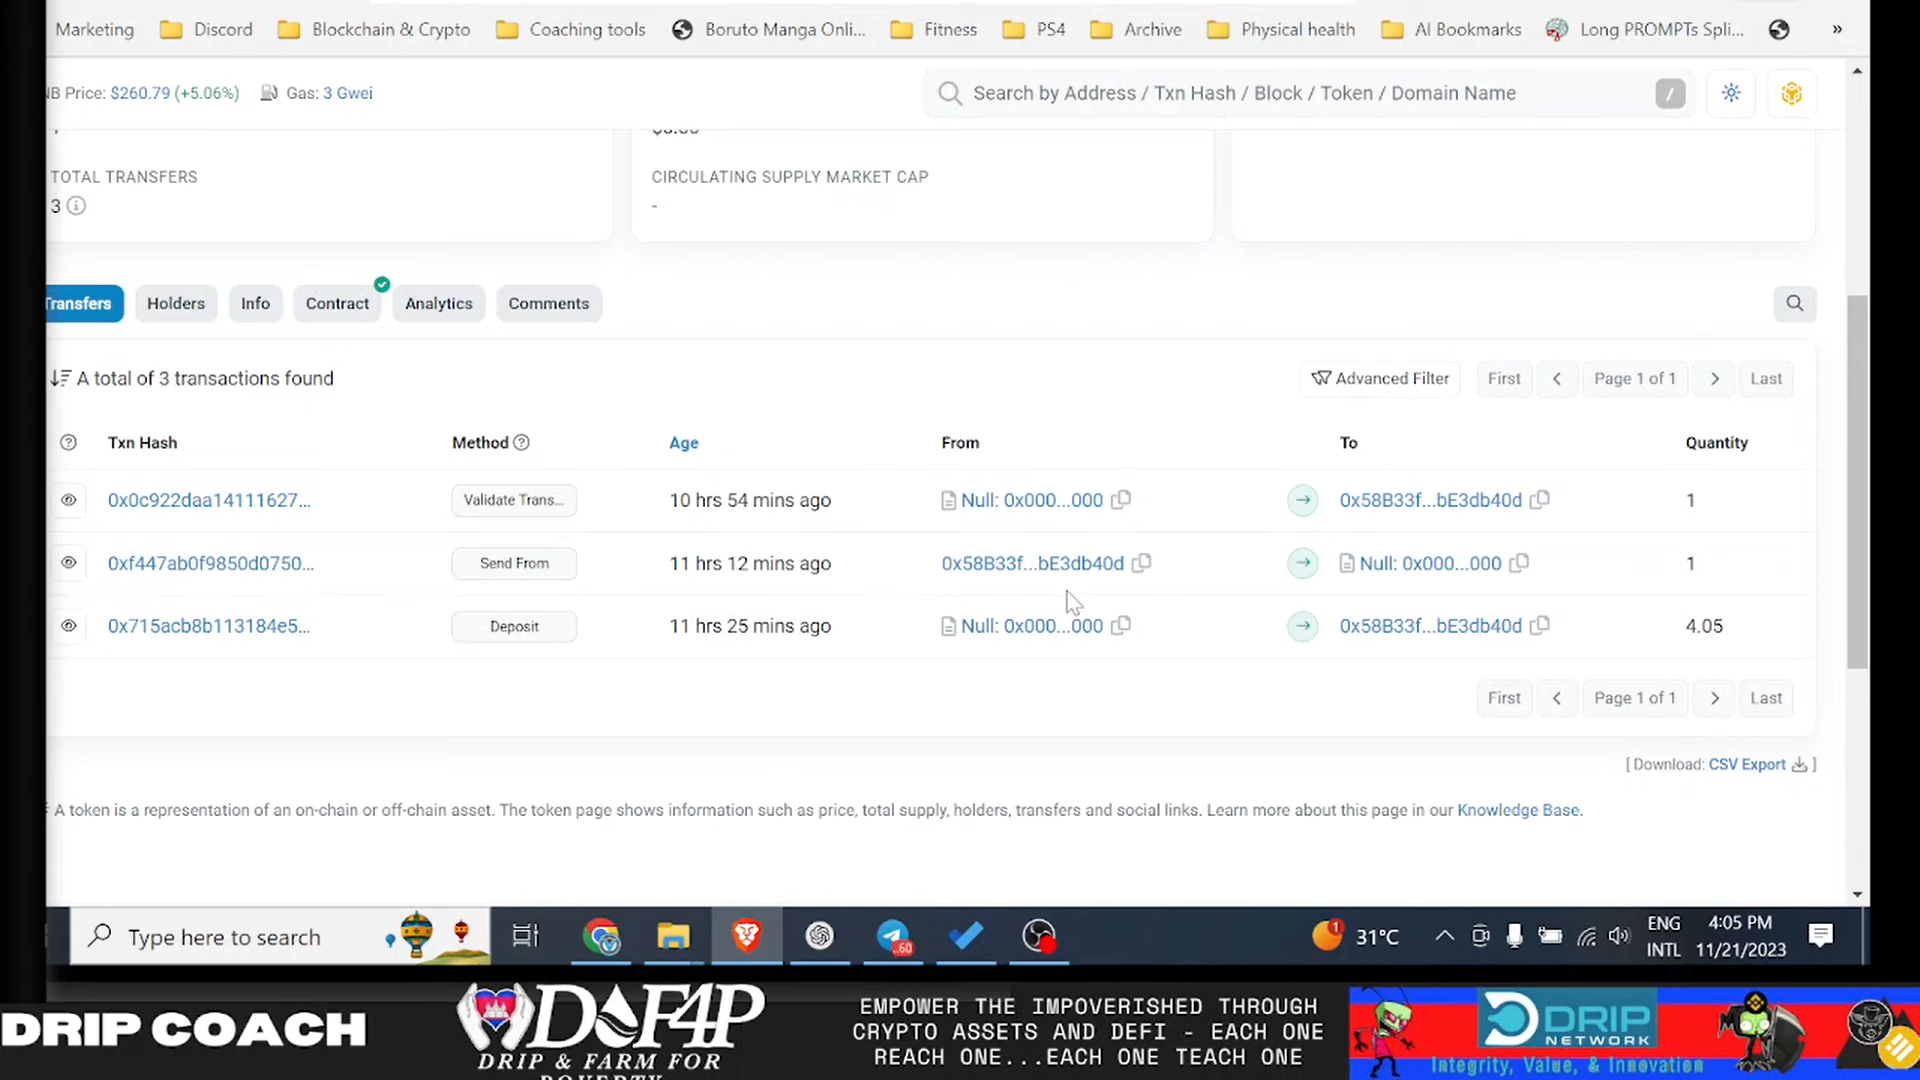 Marketing Discord Blockchain & Crypto Coaching tools Boruto Manga Onli... Fitness PS4 Archive Physical health AI Bookmarks Long PROMPTs Spli... »
NB Price: $260.79 (+5.06%) Gas: 3 Gwei Search by Address / Txn Hash / Block / Token / Domain Name /
TOTAL TRANSFERS
3
CIRCULATING SUPPLY MARKET CAP
-
Transfers Holders Info Contract Analytics Comments
A total of 3 transactions found Advanced Filter First Page 1 of 1 Last
Txn Hash Method Age From To Quantity
0x0c922daa14111627... Validate Trans... 10 hrs 54 mins ago Null: 0x000...000 0x58B33f...bE3db40d 1
0xf447ab0f9850d0750... Send From 11 hrs 12 mins ago 0x58B33f...bE3db40d Null: 0x000...000 1
0x715acb8b113184e5... Deposit 11 hrs 25 mins ago Null: 0x000...000 0x58B33f...bE3db40d 4.05
First Page 1 of 1 Last
[ Download: CSV Export ]
A token is a representation of an on-chain or off-chain asset. The token page shows information such as price, total supply, holders, transfers and social links. Learn more about this page in our Knowledge Base.
Type here to search .60 1 31°C ENG INTL 4:05 PM 11/21/2023
DRIP COACH
DOF4P
DRIP & FARM FOR
POVERTY
EMPOWER THE IMPOVERISHED THROUGH
CRYPTO ASSETS AND DEFI - EACH ONE
REACH ONE...EACH ONE TEACH ONE
DRIP
NETWORK
Integrity, Value, & Innovation